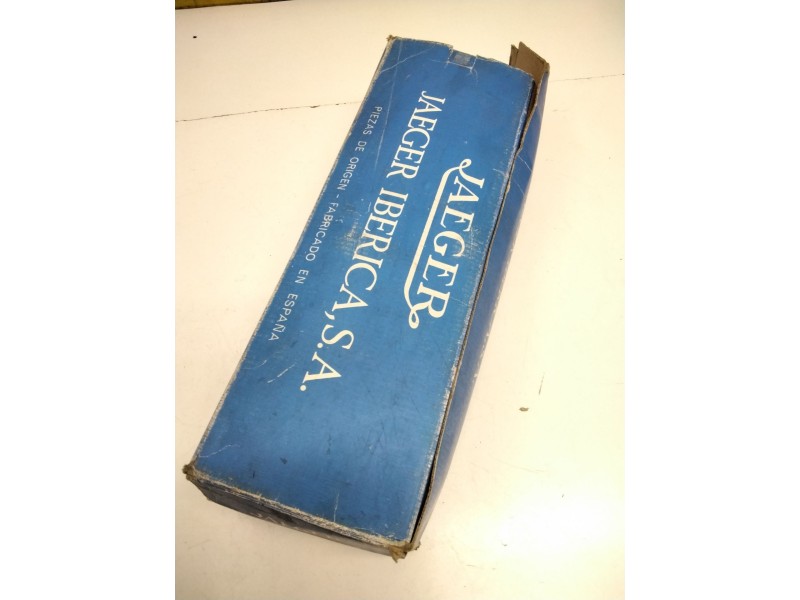 JAEGER
JAEGER IBERICA, S.A.
PIEZAS DE ORIGEN - FABRICADO EN ESPAÑA